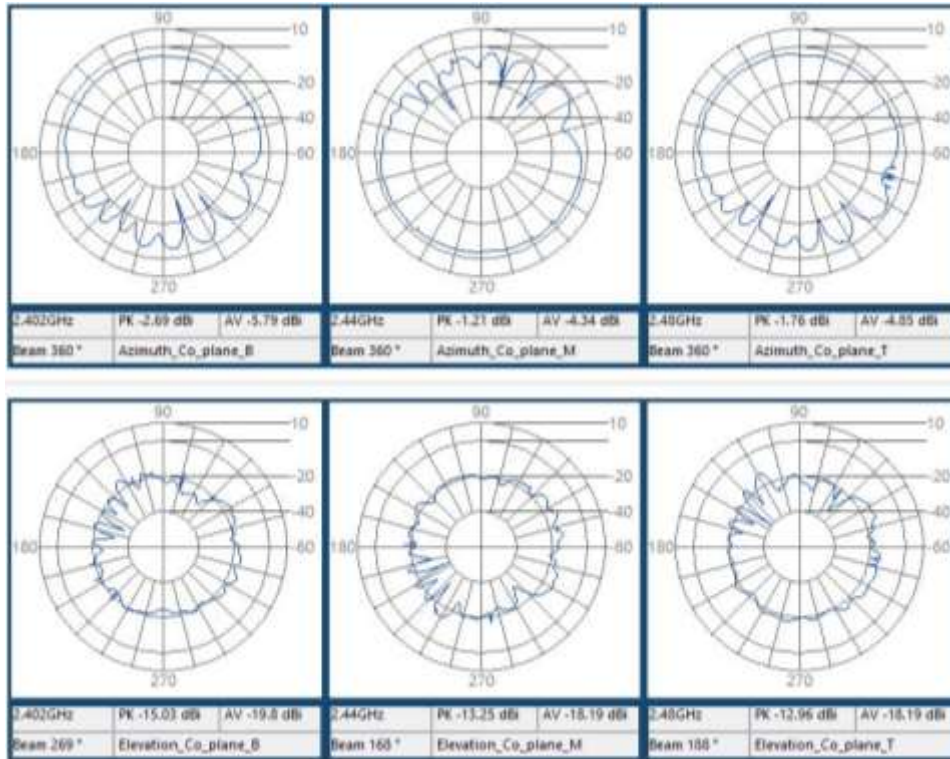 90 90 90
10 10 10
-20 -20 -20
-40 -40 -40
180 -60 180 -60 180 -60
270 270 270
2.402GHz PK -2.69 dBi AV -5.79 dBi 2.44GHz PK -1.21 dBi AV -4.34 dBi 2.48GHz PK -1.76 dBi AV -4.85 dBi
Beam 360 ° Azimuth_Co_plane_B Beam 360 ° Azimuth_Co_plane_M Beam 360 ° Azimuth_Co_plane_T
90 90 90
10 10 10
-20 -20 -20
-40 -40 -40
180 -60 180 -60 180 -60
270 270 270
2.402GHz PK -15.03 dBi AV -19.8 dBi 2.44GHz PK -13.25 dBi AV -18.19 dBi 2.48GHz PK -12.96 dBi AV -18.19 dBi
Beam 269 ° Elevation_Co_plane_B Beam 168 ° Elevation_Co_plane_M Beam 188 ° Elevation_Co_plane_T